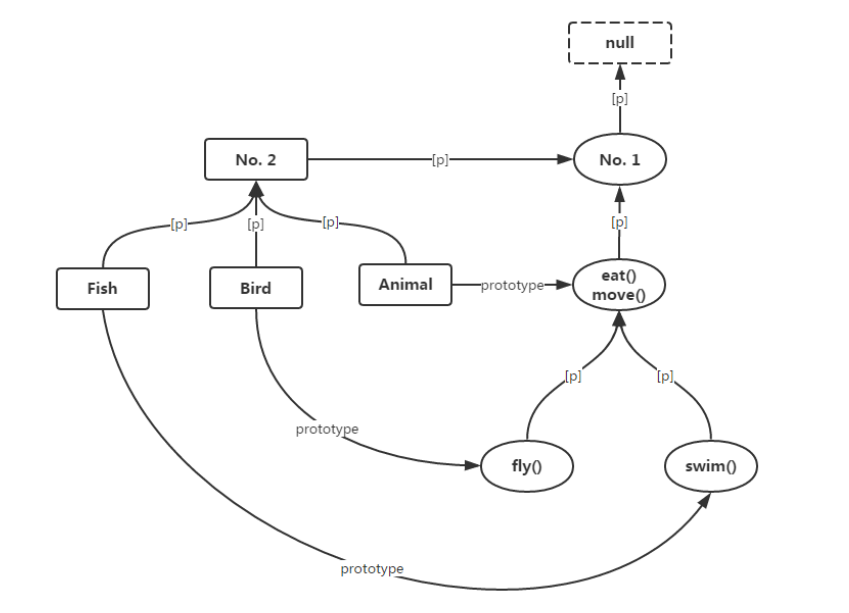 null
[p]
No. 2
[p]
No. 1
[p]
[p]
[p]
[p]
Fish
Bird
Animal
prototype
eat()
move()
[p]
[p]
prototype
fly()
swim()
prototype